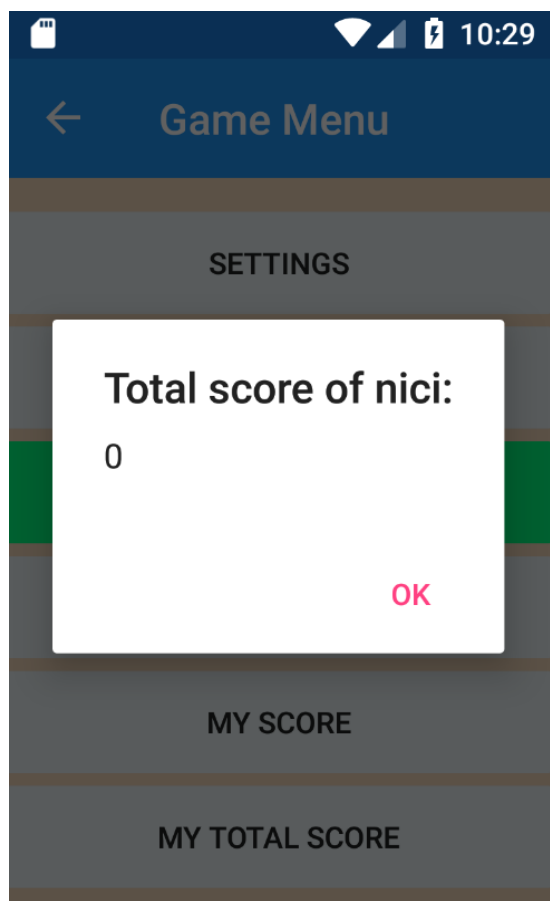 10:29
Game Menu
SETTINGS
Total score of nici:
0
OK
MY SCORE
MY TOTAL SCORE